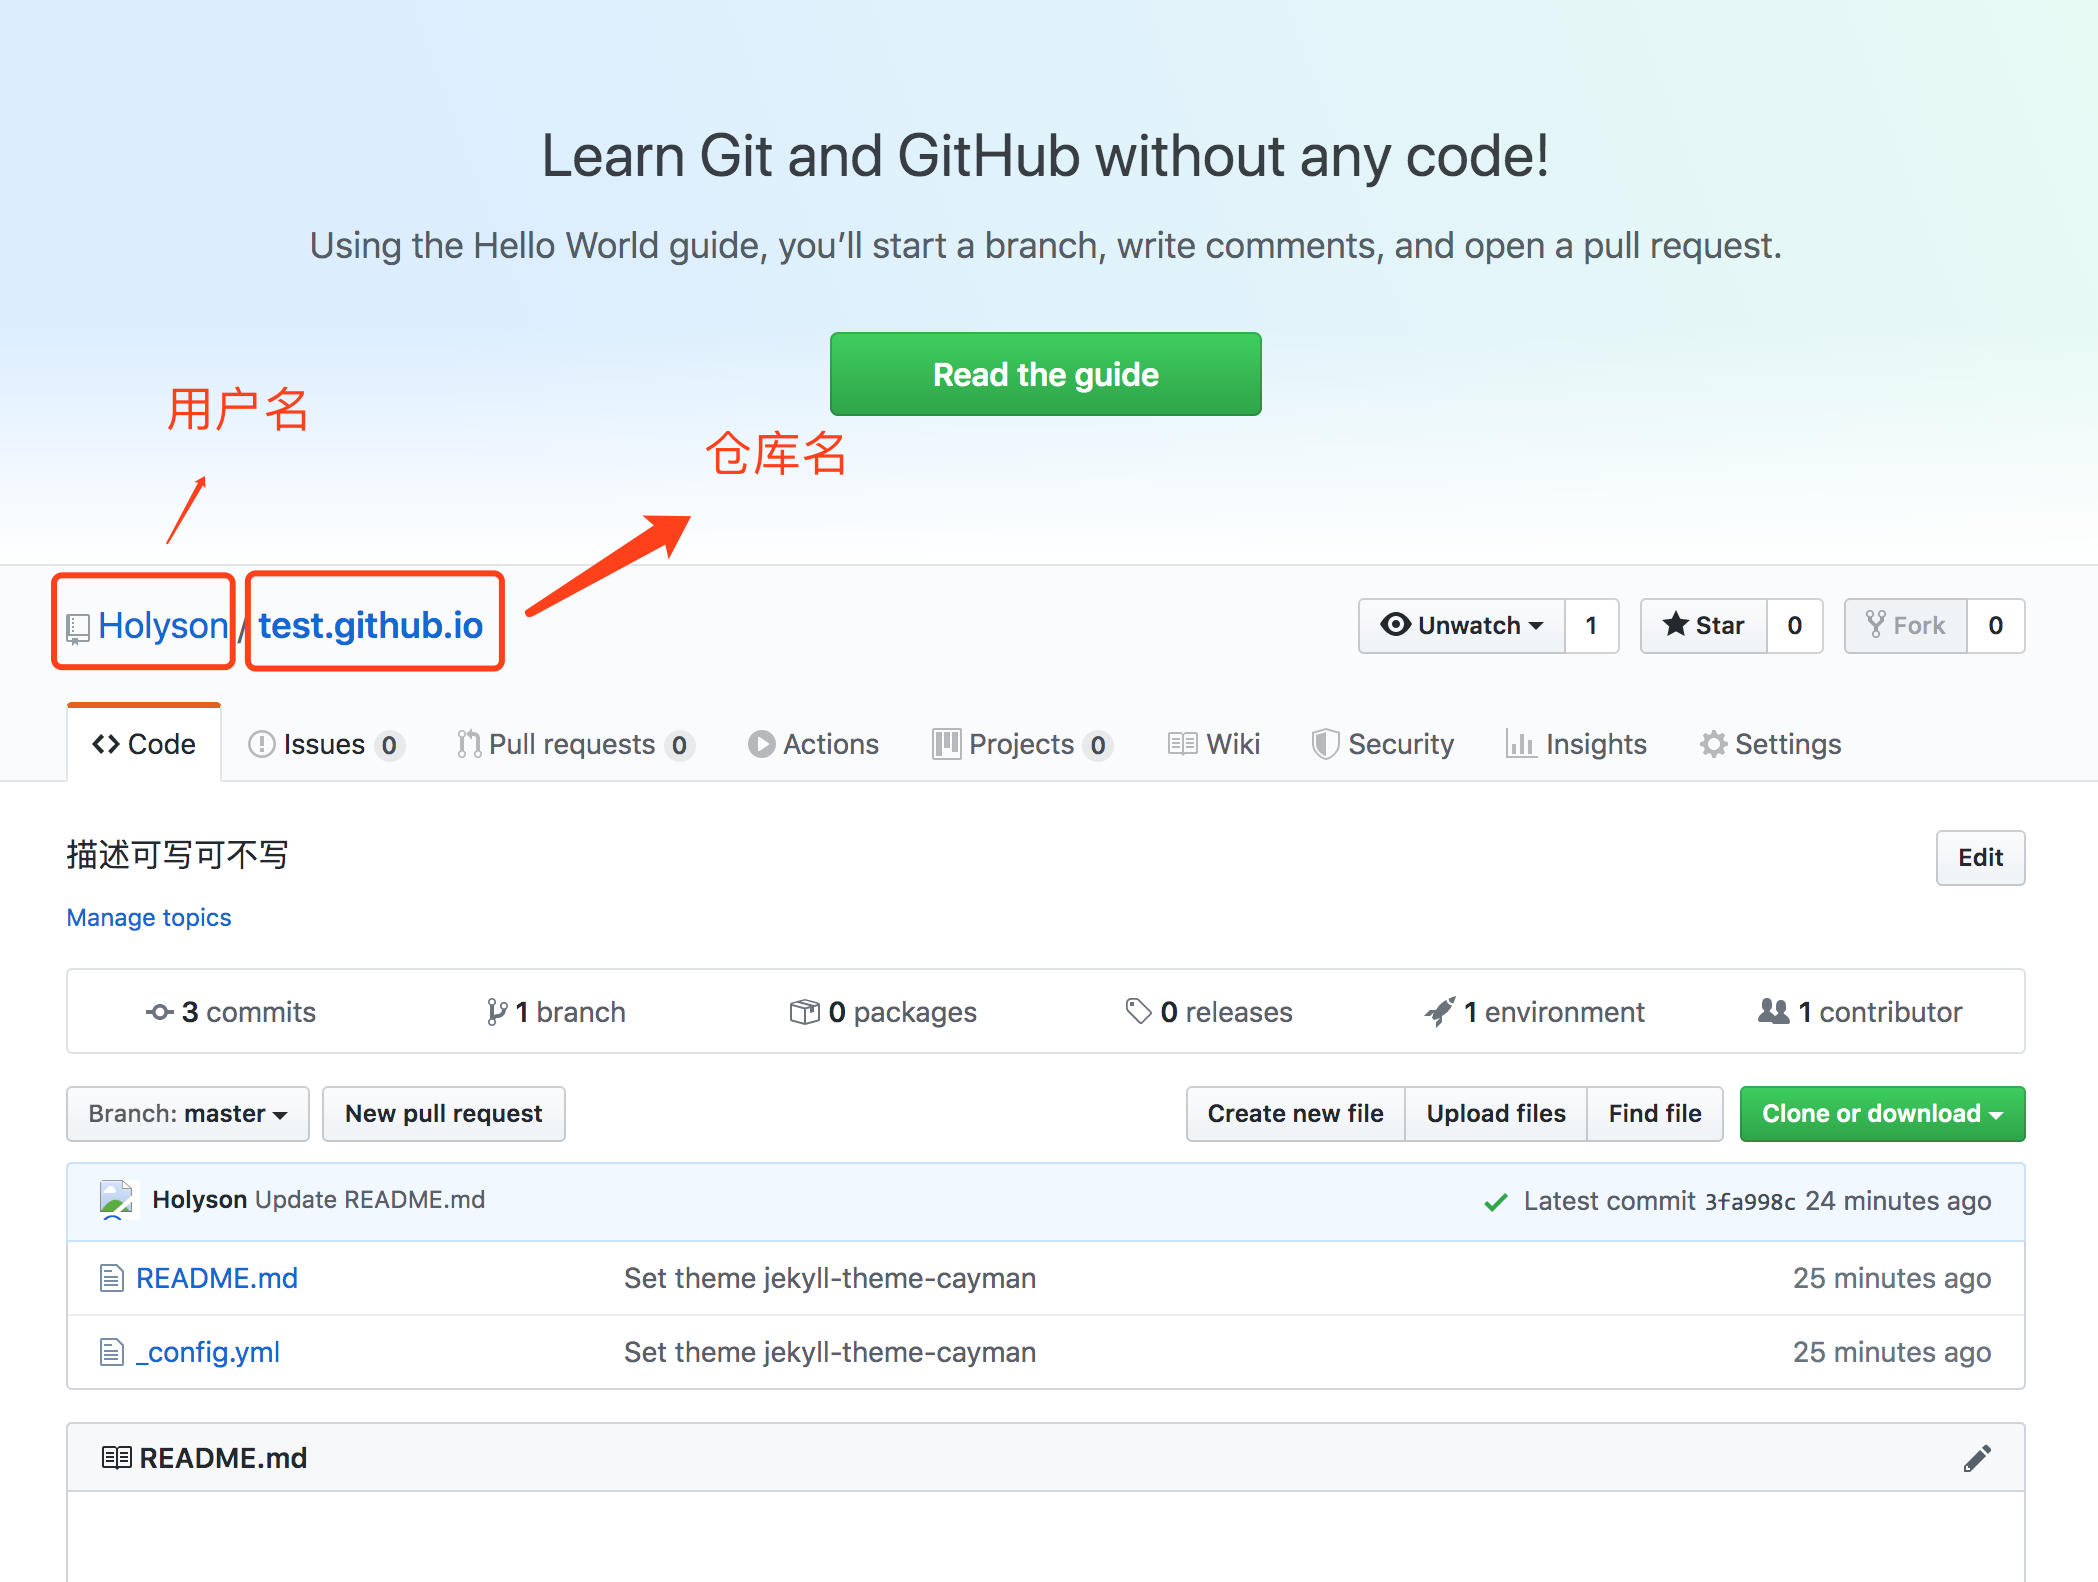 Learn Git and GitHub without any code!
Using the Hello World guide, you’ll start a branch, write comments, and open a pull request.
Read the guide
用户名
仓库名
Holyson / test.github.io
Unwatch 1 Star 0 Fork 0
Code Issues 0 Pull requests 0 Actions Projects 0 Wiki Security Insights Settings
描述可写可不写
Edit
Manage topics
3 commits 1 branch 0 packages 0 releases 1 environment 1 contributor
Branch: master New pull request Create new file Upload files Find file Clone or download
Holyson Update README.md Latest commit 3fa998c 24 minutes ago
README.md Set theme jekyll-theme-cayman 25 minutes ago
_config.yml Set theme jekyll-theme-cayman 25 minutes ago
README.md